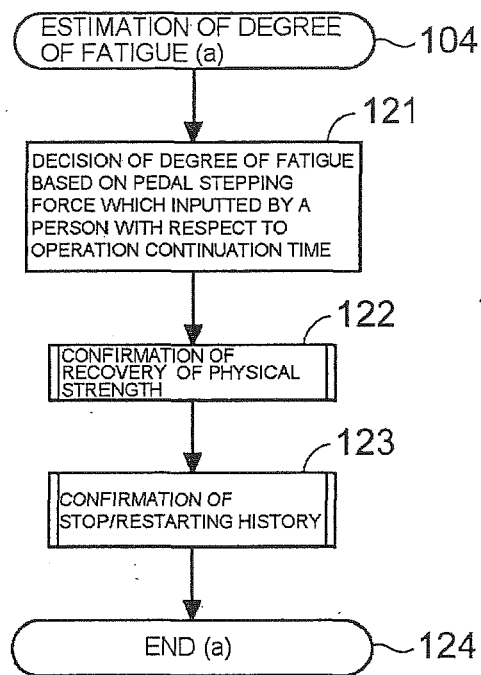 ESTIMATION OF DEGREE
OF FATIGUE (a)
104
121
DECISION OF DEGREE OF FATIGUE
BASED ON PEDAL STEPPING
FORCE WHICH INPUTTED BY A
PERSON WITH RESPECT TO
OPERATION CONTINUATION TIME
122
CONFIRMATION OF
RECOVERY OF PHYSICAL
STRENGTH
123
CONFIRMATION OF
STOP/RESTARTING HISTORY
END (a)
124